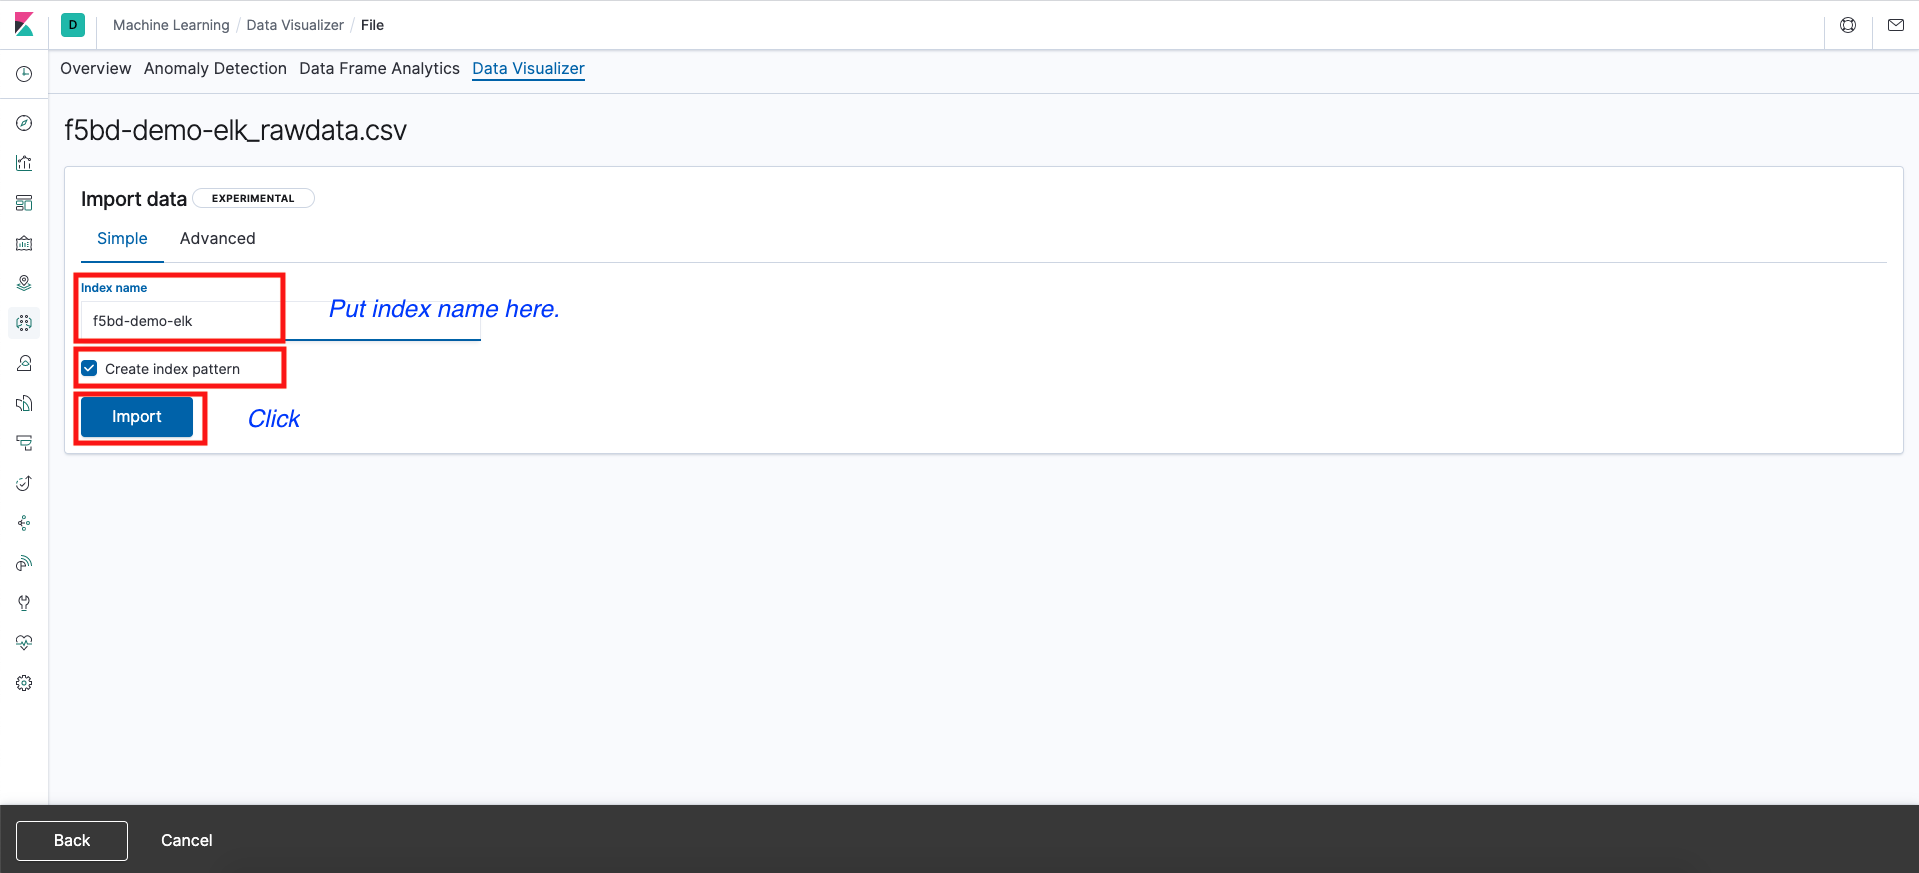 D Machine Learning / Data Visualizer / File
Overview Anomaly Detection Data Frame Analytics Data Visualizer
f5bd-demo-elk_rawdata.csv
Import data EXPERIMENTAL
Simple Advanced
Index name
Put index name here.
f5bd-demo-elk
Create index pattern
Import Click
Back Cancel